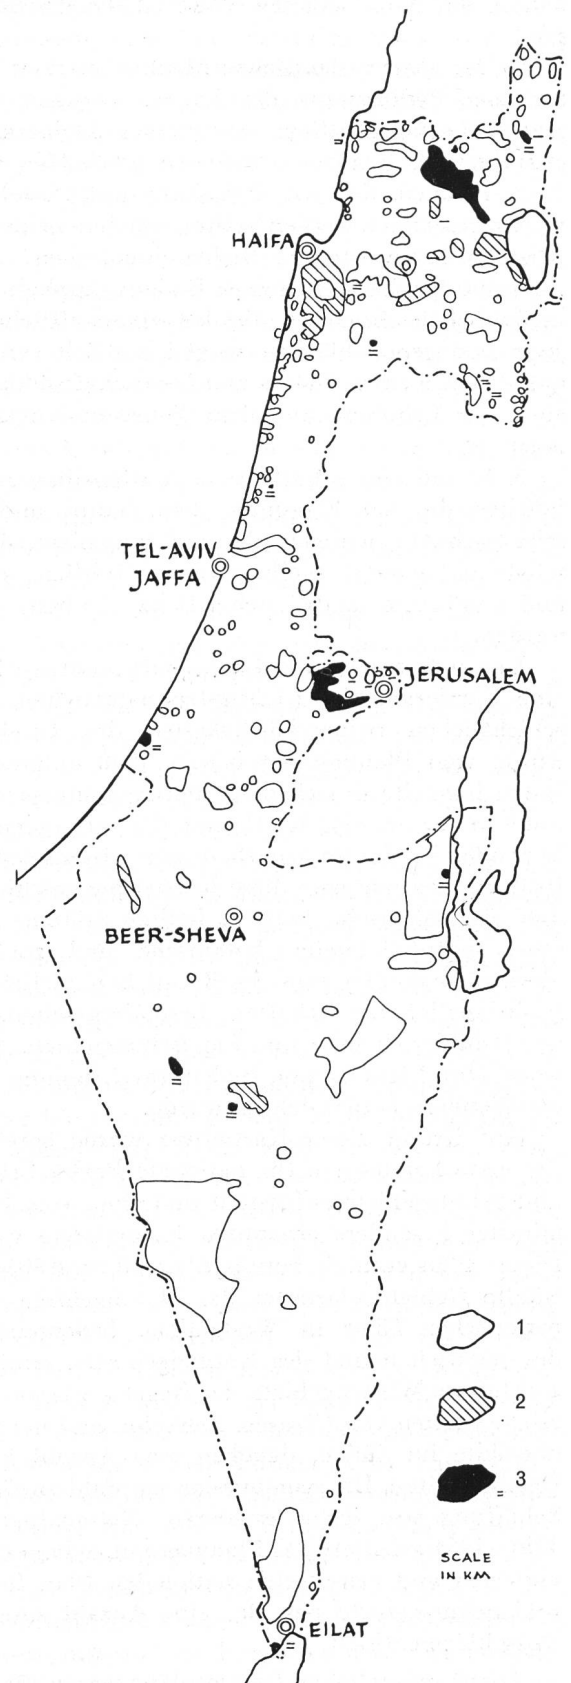 HAIFA
TEL-AVIV
JAFFA
JERUSALEM
BEER-SHEVA
1
2
3
SCALE
IN KM
EILAT